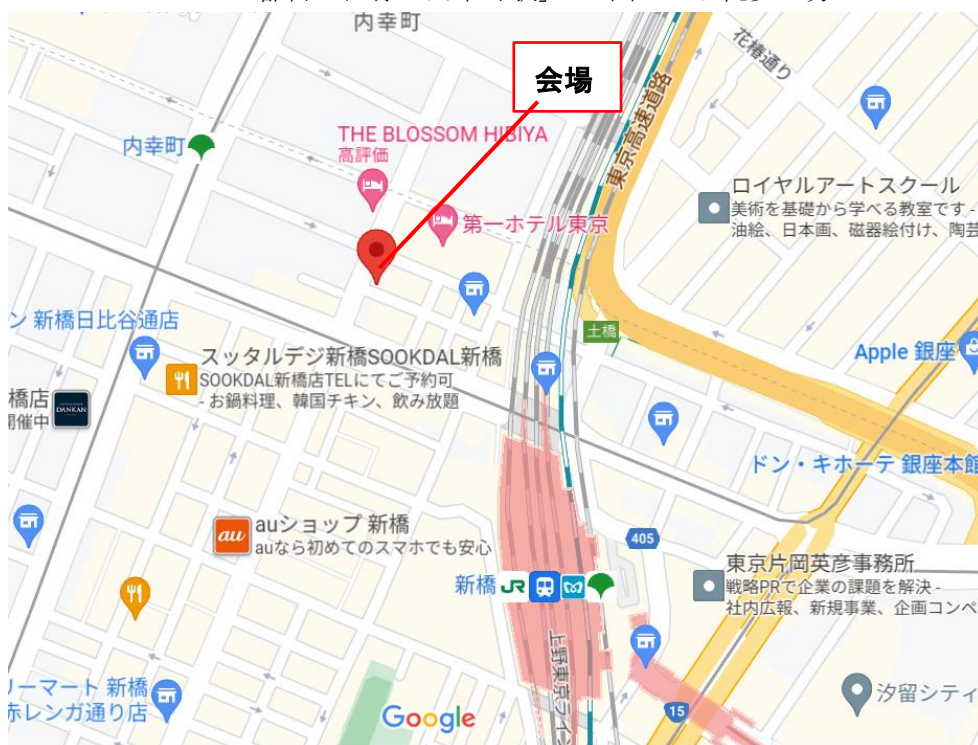 内幸町
会場
花椿通り
東京高速道路
内幸町
THE BLOSSOM HIBIYA
高評価
ロイヤルアートスクール
美術を基礎から学べる教室です -
油絵、日本画、磁器絵付け、陶芸
第一ホテル東京
ン 新橋日比谷通店
土橋
Apple 銀座
スッタルデジ新橋SOOKDAL新橋
SOOKDAL新橋店TELにてご予約可
- お鍋料理、韓国チキン、飲み放題
橋店
開催中
DANKAN
ドン・キホーテ 銀座本館
au
auショップ 新橋
auなら初めてのスマホでも安心
405
東京片岡英彦事務所
戦略PRで企業の課題を解決 -
社内広報、新規事業、企画コンペ
新橋 JR
上野東京ライン
リーマート 新橋
赤レンガ通り店
Google
15
汐留シティ